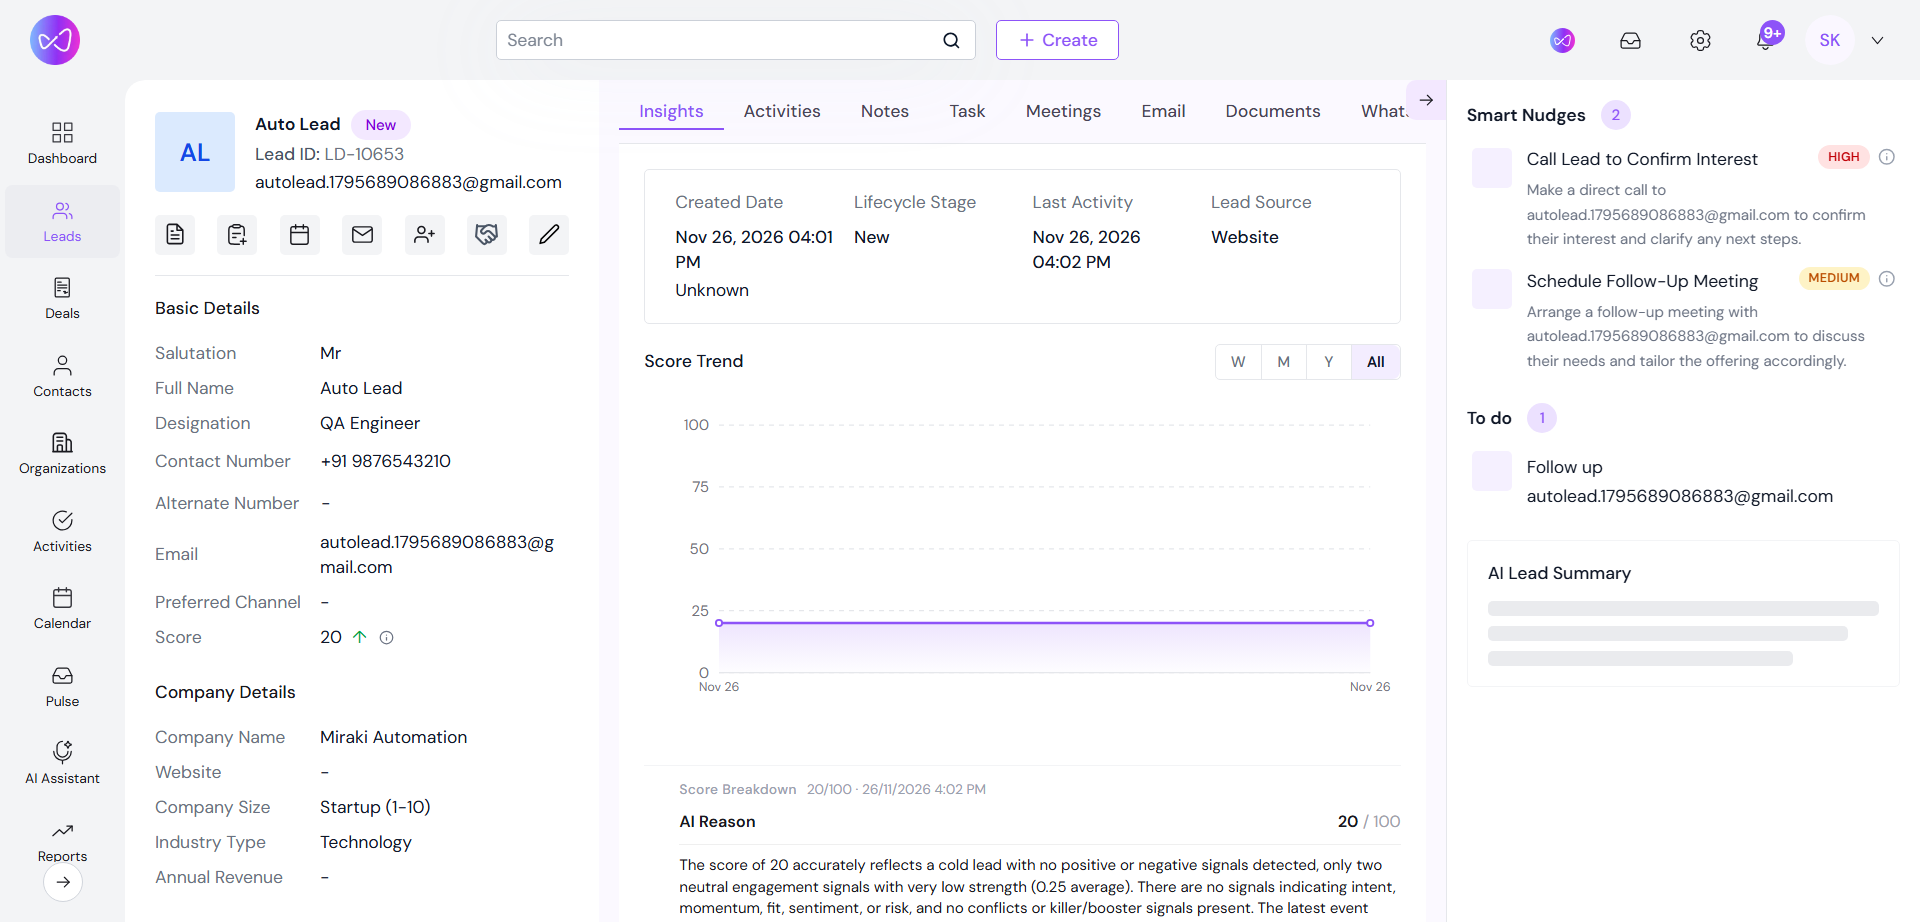 Search
Create
9+
SK
Dashboard
Leads
Deals
Contacts
Organizations
Activities
Calendar
Pulse
AI Assistant
Reports
AL
Auto Lead
New
Lead ID: LD-10653
autolead.1795689086883@gmail.com
Basic Details
Salutation Mr
Full Name Auto Lead
Designation QA Engineer
Contact Number +91 9876543210
Alternate Number -
Email autolead.1795689086883@g
mail.com
Preferred Channel -
Score 20
Company Details
Company Name Miraki Automation
Website -
Company Size Startup (1-10)
Industry Type Technology
Annual Revenue -
Insights Activities Notes Task Meetings Email Documents What
Created Date Lifecycle Stage Last Activity Lead Source
Nov 26, 2026 04:01 New Nov 26, 2026 Website
PM 04:02 PM
Unknown
Score Trend
W M Y All
100
75
50
25
0
Nov 26 Nov 26
Score Breakdown 20/100 · 26/11/2026 4:02 PM
AI Reason 20 / 100
The score of 20 accurately reflects a cold lead with no positive or negative signals detected, only two
neutral engagement signals with very low strength (0.25 average). There are no signals indicating intent,
momentum, fit, sentiment, or risk, and no conflicts or killer/booster signals present. The latest event
Smart Nudges 2
Call Lead to Confirm Interest HIGH
Make a direct call to
autolead.1795689086883@gmail.com to confirm
their interest and clarify any next steps.
Schedule Follow-Up Meeting MEDIUM
Arrange a follow-up meeting with
autolead.1795689086883@gmail.com to discuss
their needs and tailor the offering accordingly.
To do 1
Follow up
autolead.1795689086883@gmail.com
AI Lead Summary